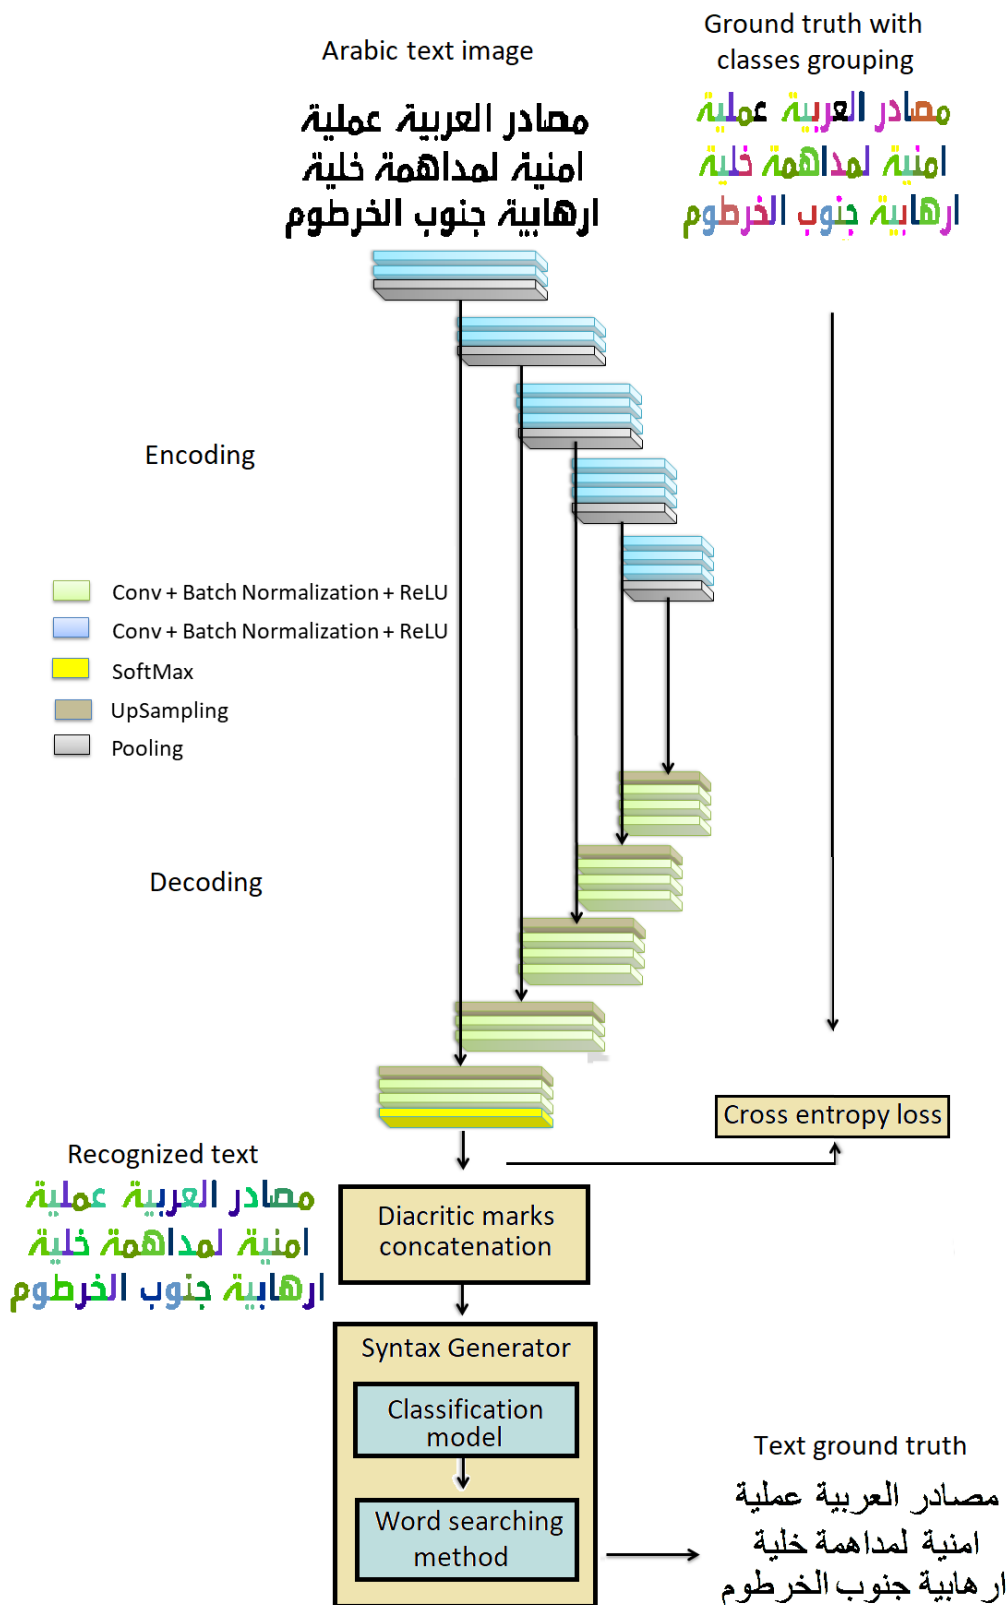 Arabic text image
مصادر العربية عملية
امنية لمداهمة خلية
ارهابية جنوب الخرطوم
Ground truth with
classes grouping
مصادر العربية عملية
امنية لمداهمة خلية
ارهابية جنوب الخرطوم
Encoding
Conv + Batch Normalization + ReLU
Conv + Batch Normalization + ReLU
SoftMax
UpSampling
Pooling
Decoding
Cross entropy loss
Recognized text
مصادر العربية عملية
امنية لمداهمة خلية
ارهابية جنوب الخرطوم
Diacritic marks
concatenation
Syntax Generator
Classification
model
Word searching
method
Text ground truth
مصادر العربية عملية
امنية لمداهمة خلية
ارهابية جنوب الخرطوم